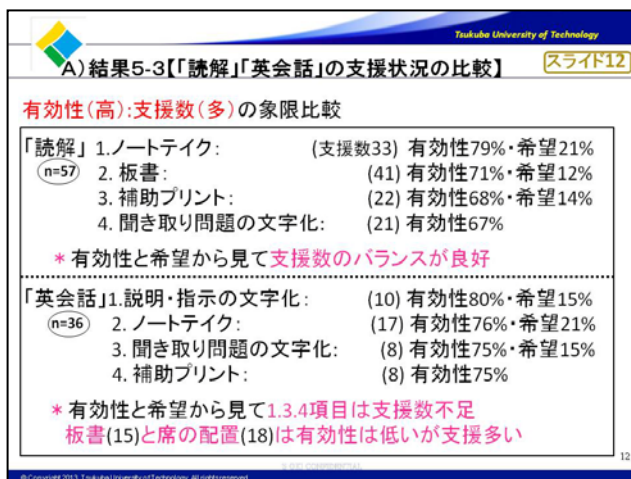 Tsukuba University of Technology
A)結果5-3【「読解」「英会話」の支援状況の比較】
スライド12
有効性(高):支援数(多)の象限比較
「読解」 1.ノートテイク: (支援数33) 有効性79%・希望21%
n=57 2. 板書: (41) 有効性71%・希望12%
3. 補助プリント: (22) 有効性68%・希望14%
4. 聞き取り問題の文字化: (21) 有効性67%
* 有効性と希望から見て支援数のバランスが良好
「英会話」1.説明・指示の文字化: (10) 有効性80%・希望15%
n=36 2. ノートテイク: (17) 有効性76%・希望21%
3. 聞き取り問題の文字化: (8) 有効性75%・希望15%
4. 補助プリント: (8) 有効性75%
* 有効性と希望から見て1.3.4項目は支援数不足
板書(15)と席の配置(18)は有効性は低いが支援多い
12
© Copyright 2013 Tsukuba University of Technology. All rights reserved